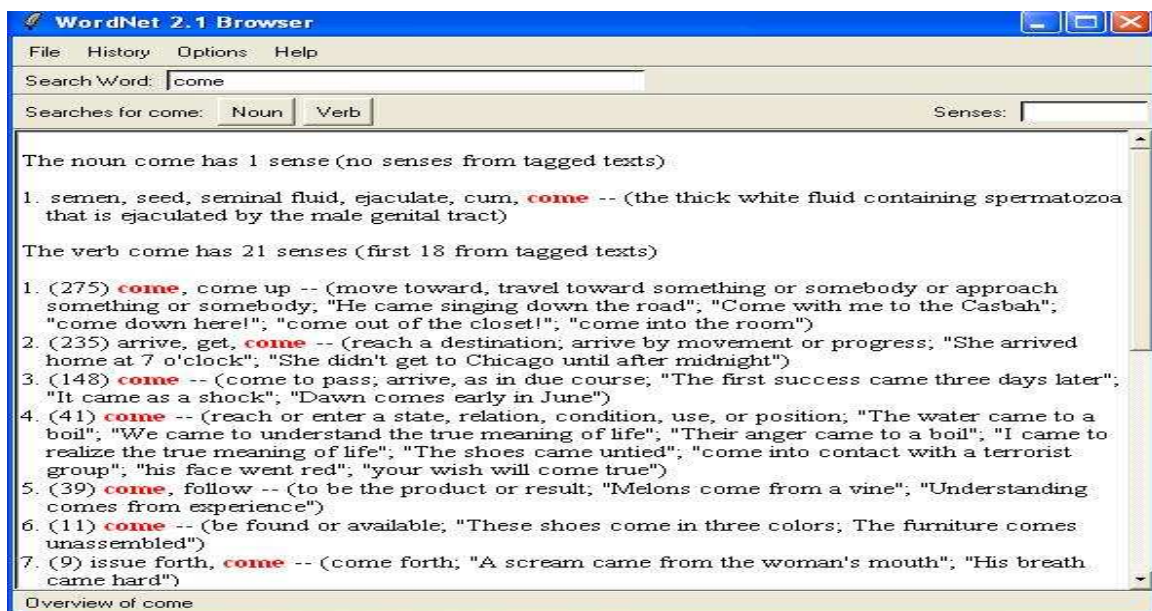 WordNet 2.1 Browser
File History Options Help
Search Word: come
Searches for come: Noun Verb Senses:
The noun come has 1 sense (no senses from tagged texts)
1. semen, seed, seminal fluid, ejaculate, cum, come -- (the thick white fluid containing spermatozoa
that is ejaculated by the male genital tract)
The verb come has 21 senses (first 18 from tagged texts)
1. (275) come, come up -- (move toward, travel toward something or somebody or approach
something or somebody; "He came singing down the road"; "Come with me to the Casbah";
"come down here!"; "come out of the closet!"; "come into the room")
2. (235) arrive, get, come -- (reach a destination; arrive by movement or progress; "She arrived
home at 7 o'clock"; "She didn't get to Chicago until after midnight")
3. (148) come -- (come to pass; arrive, as in due course; "The first success came three days later";
"It came as a shock"; "Dawn comes early in June")
4. (41) come -- (reach or enter a state, relation, condition, use, or position; "The water came to a
boil"; "We came to understand the true meaning of life"; "Their anger came to a boil"; "I came to
realize the true meaning of life"; "The shoes came untied"; "come into contact with a terrorist
group"; "his face went red"; "your wish will come true")
5. (39) come, follow -- (to be the product or result; "Melons come from a vine"; "Understanding
comes from experience")
6. (11) come -- (be found or available; "These shoes come in three colors; The furniture comes
unassembled")
7. (9) issue forth, come -- (come forth; "A scream came from the woman's mouth"; "His breath
came hard")
Overview of come